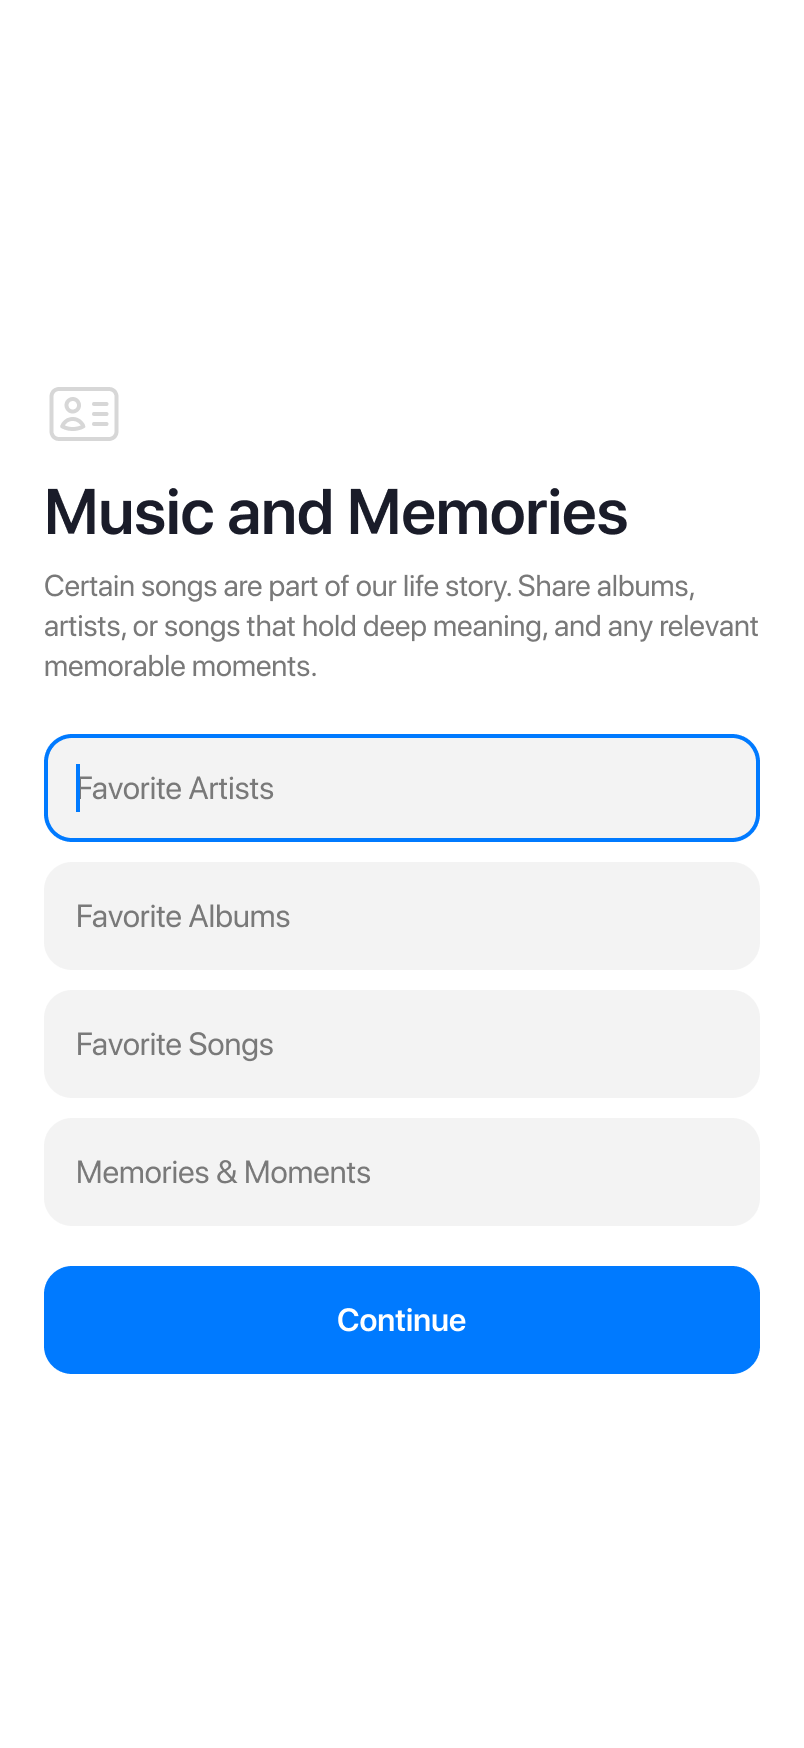 Music and Memories
Certain songs are part of our life story. Share albums,
artists, or songs that hold deep meaning, and any relevant
memorable moments.
Favorite Artists
Favorite Albums
Favorite Songs
Memories & Moments
Continue